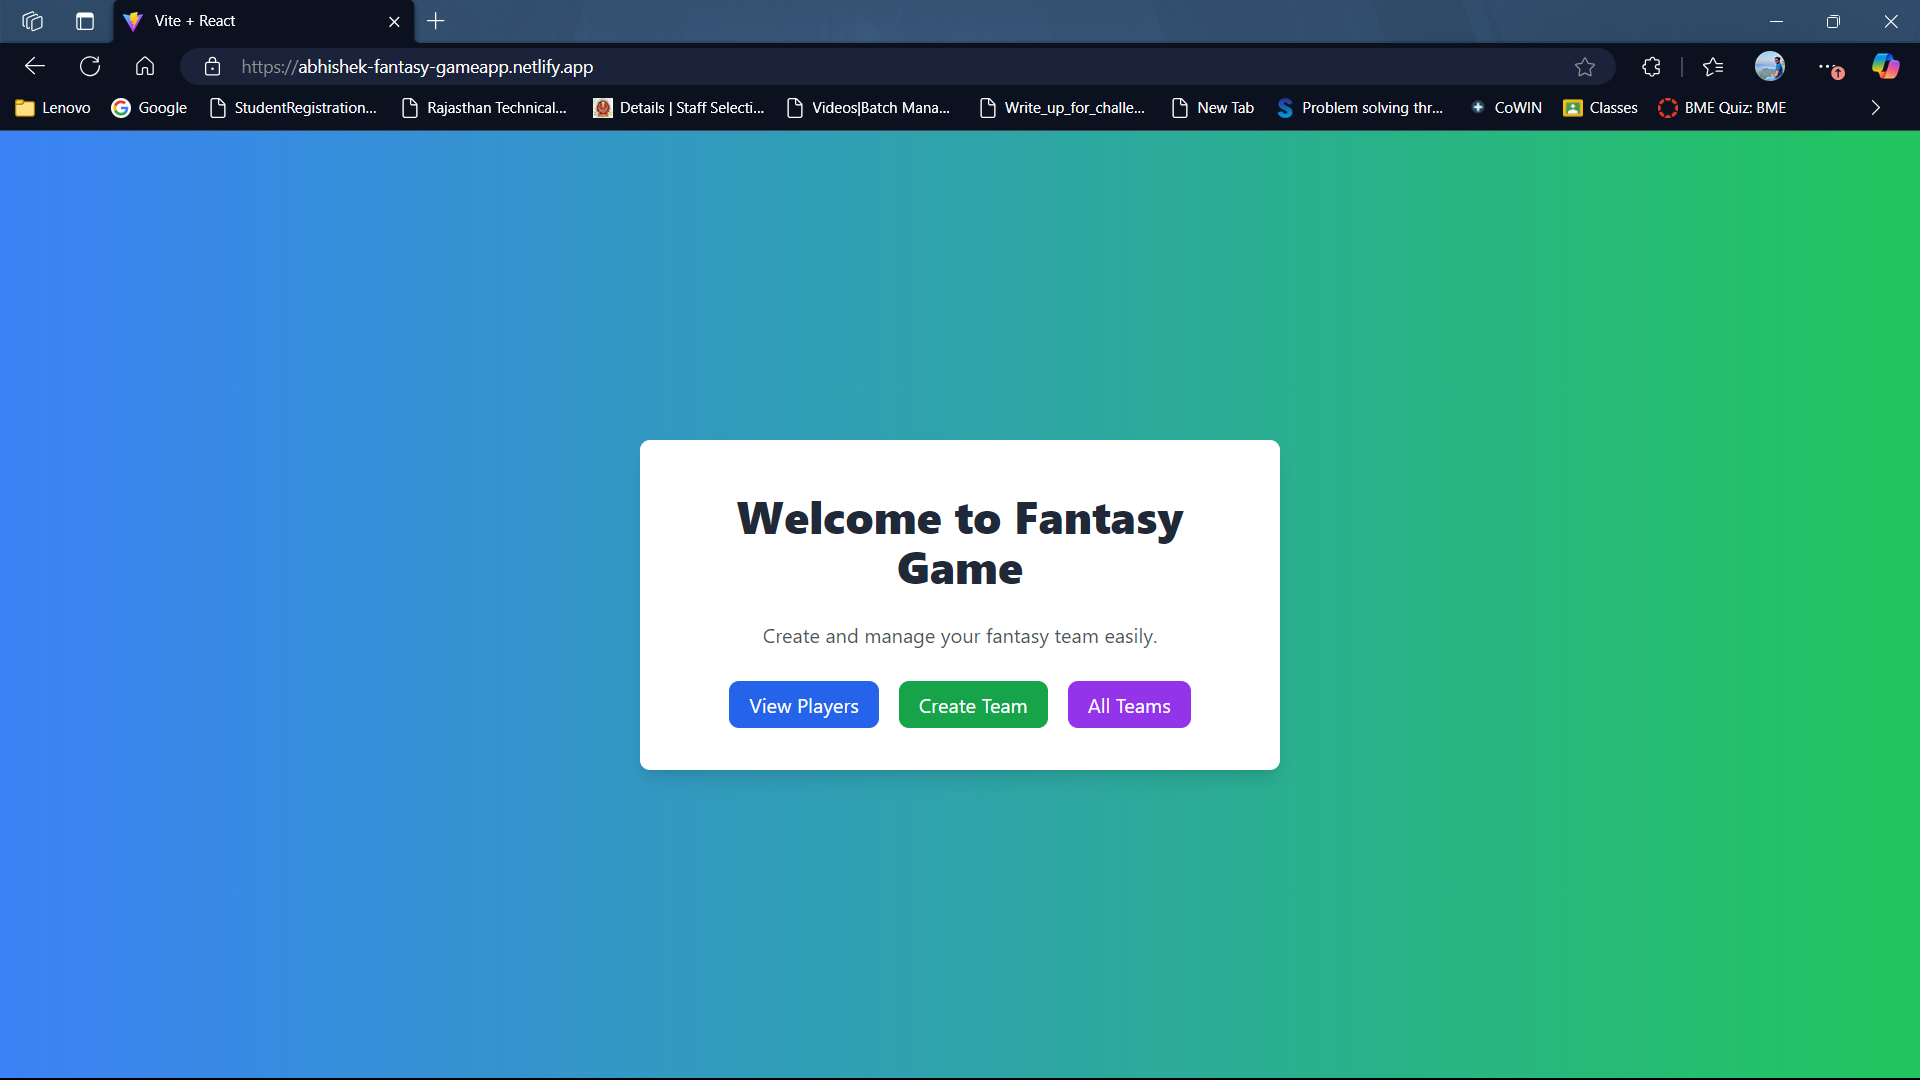 Vite + React
https://abhishek-fantasy-gameapp.netlify.app
Lenovo
Google
StudentRegistration...
Rajasthan Technical...
Details | Staff Selecti...
Videos|Batch Mana...
Write_up_for_challe...
New Tab
Problem solving thr...
CoWIN
Classes
BME Quiz: BME
Welcome to Fantasy
Game
Create and manage your fantasy team easily.
View Players
Create Team
All Teams